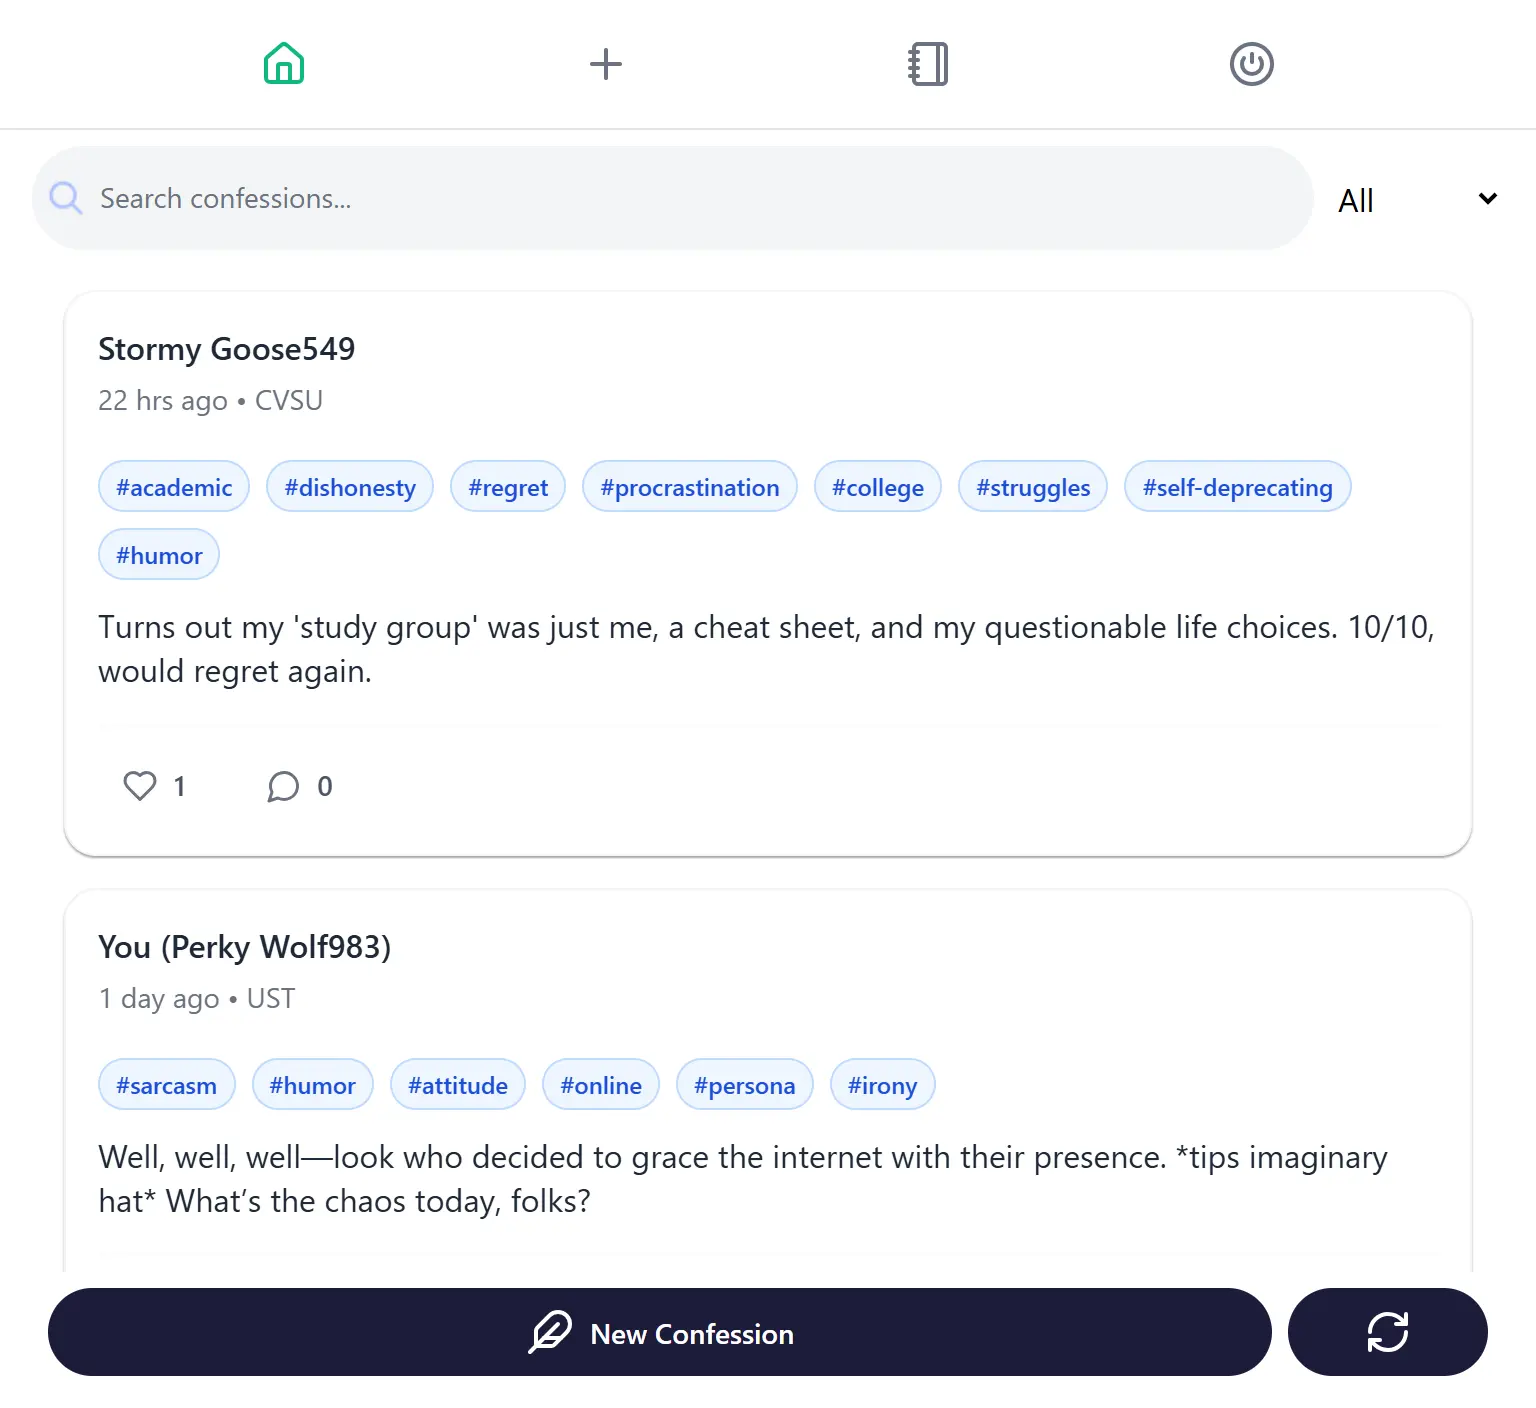 Search confessions...
All
Stormy Goose549
22 hrs ago • CVSU
#academic #dishonesty #regret #procrastination #college #struggles #self-deprecating
#humor
Turns out my 'study group' was just me, a cheat sheet, and my questionable life choices. 10/10,
would regret again.
1 0
You (Perky Wolf983)
1 day ago • UST
#sarcasm #humor #attitude #online #persona #irony
Well, well, well—look who decided to grace the internet with their presence. *tips imaginary
hat* What’s the chaos today, folks?
New Confession